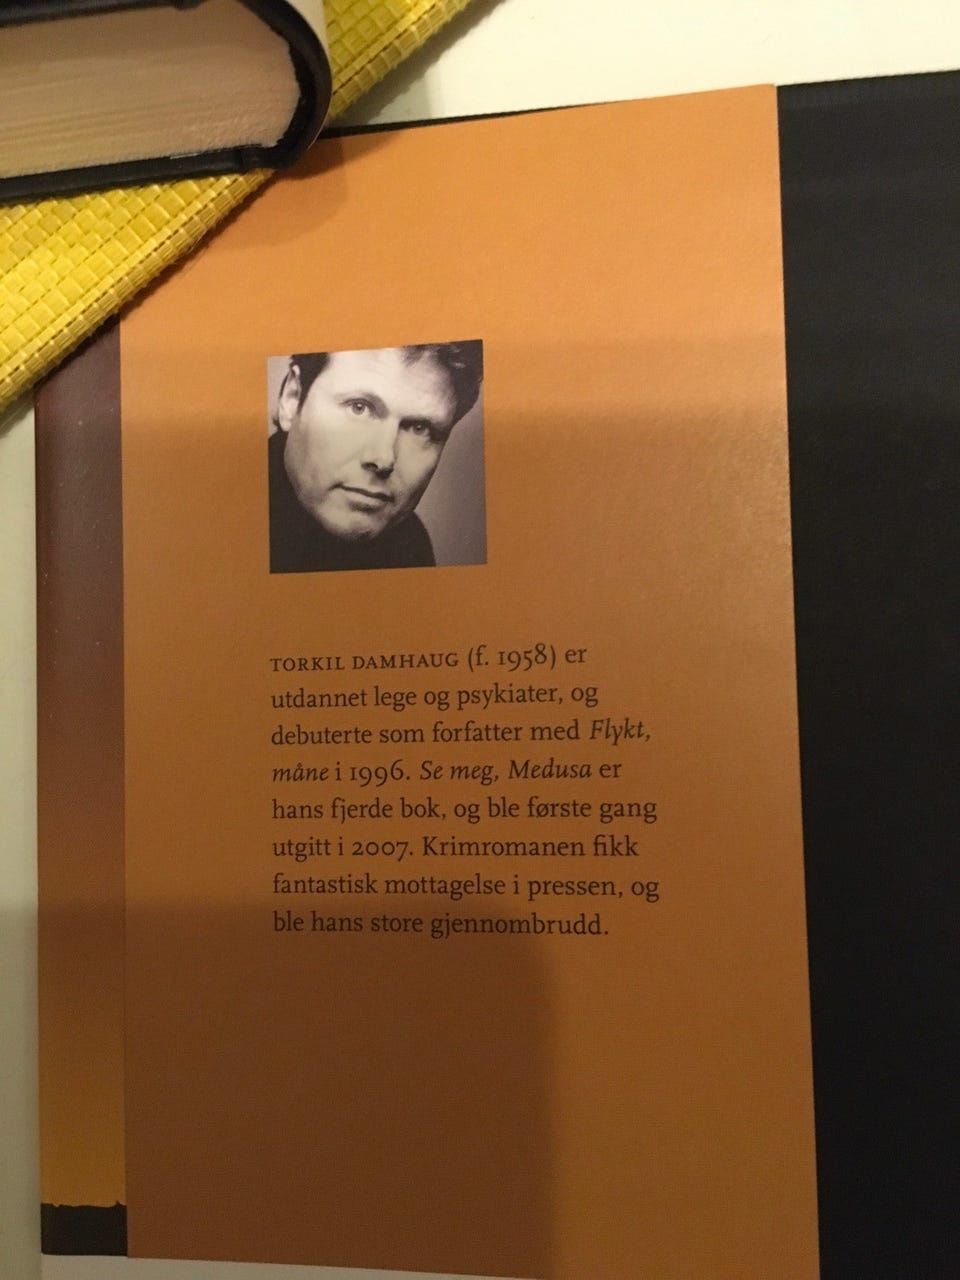 TORKIL DAMHAUG (f. 1958) er
utdannet lege og psykiater, og
debuterte som forfatter med Flykt,
måne i 1996. Se meg, Medusa er
hans fjerde bok, og ble første gang
utgitt i 2007. Krimromanen fikk
fantastisk mottagelse i pressen, og
ble hans store gjennombrudd.